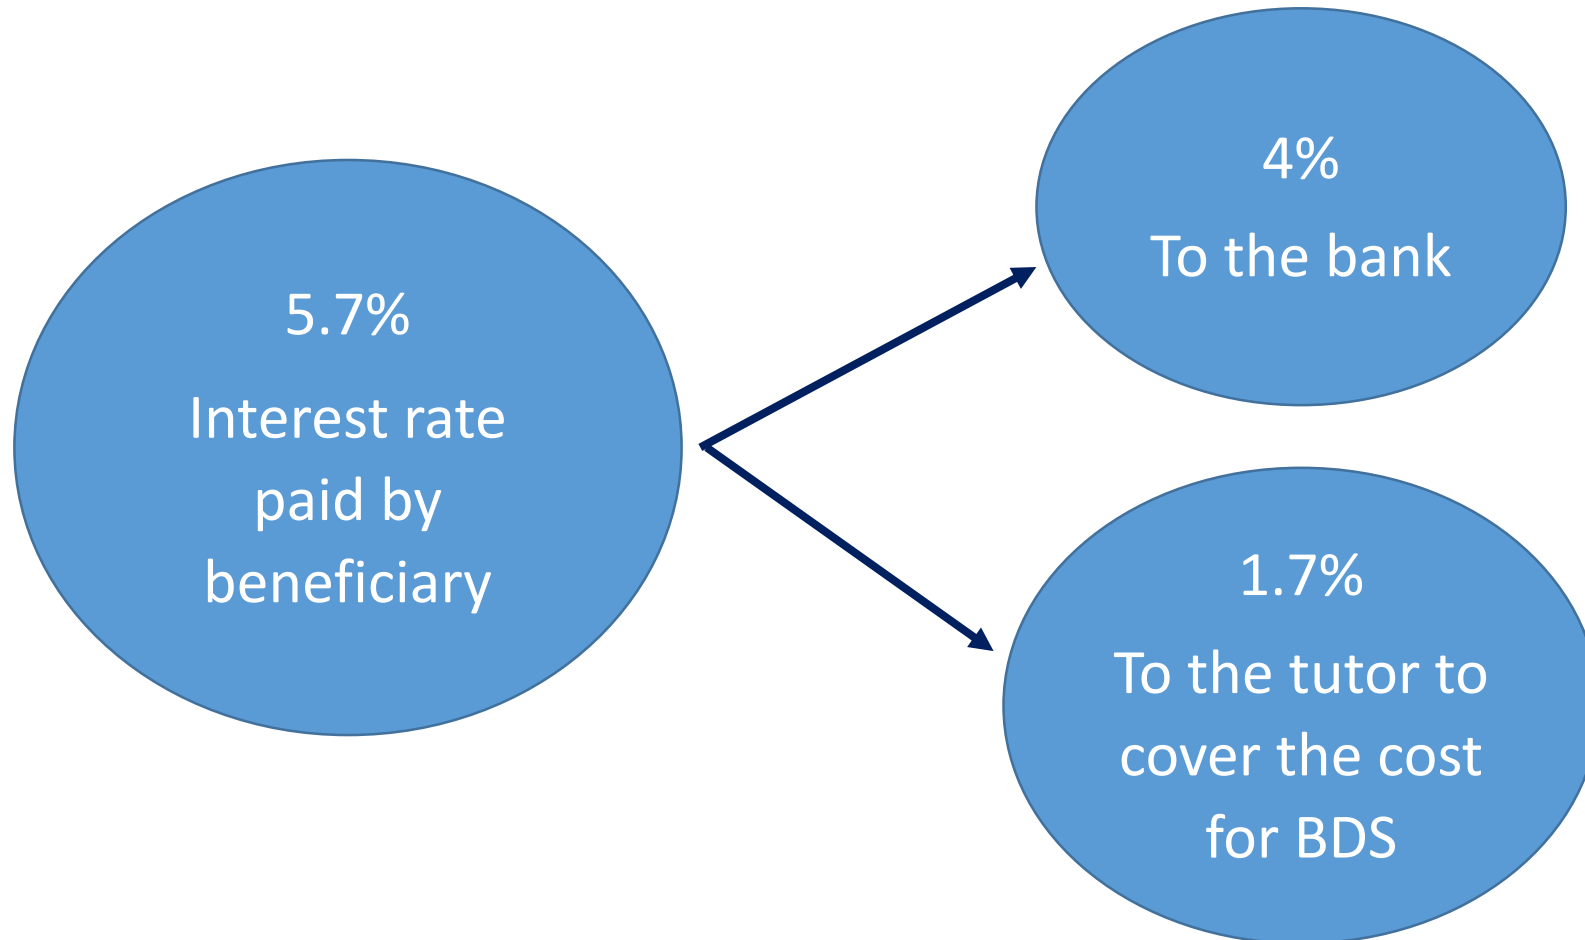 5.7%
Interest rate
paid by
beneficiary
4%
To the bank
1.7%
To the tutor to
cover the cost
for BDS